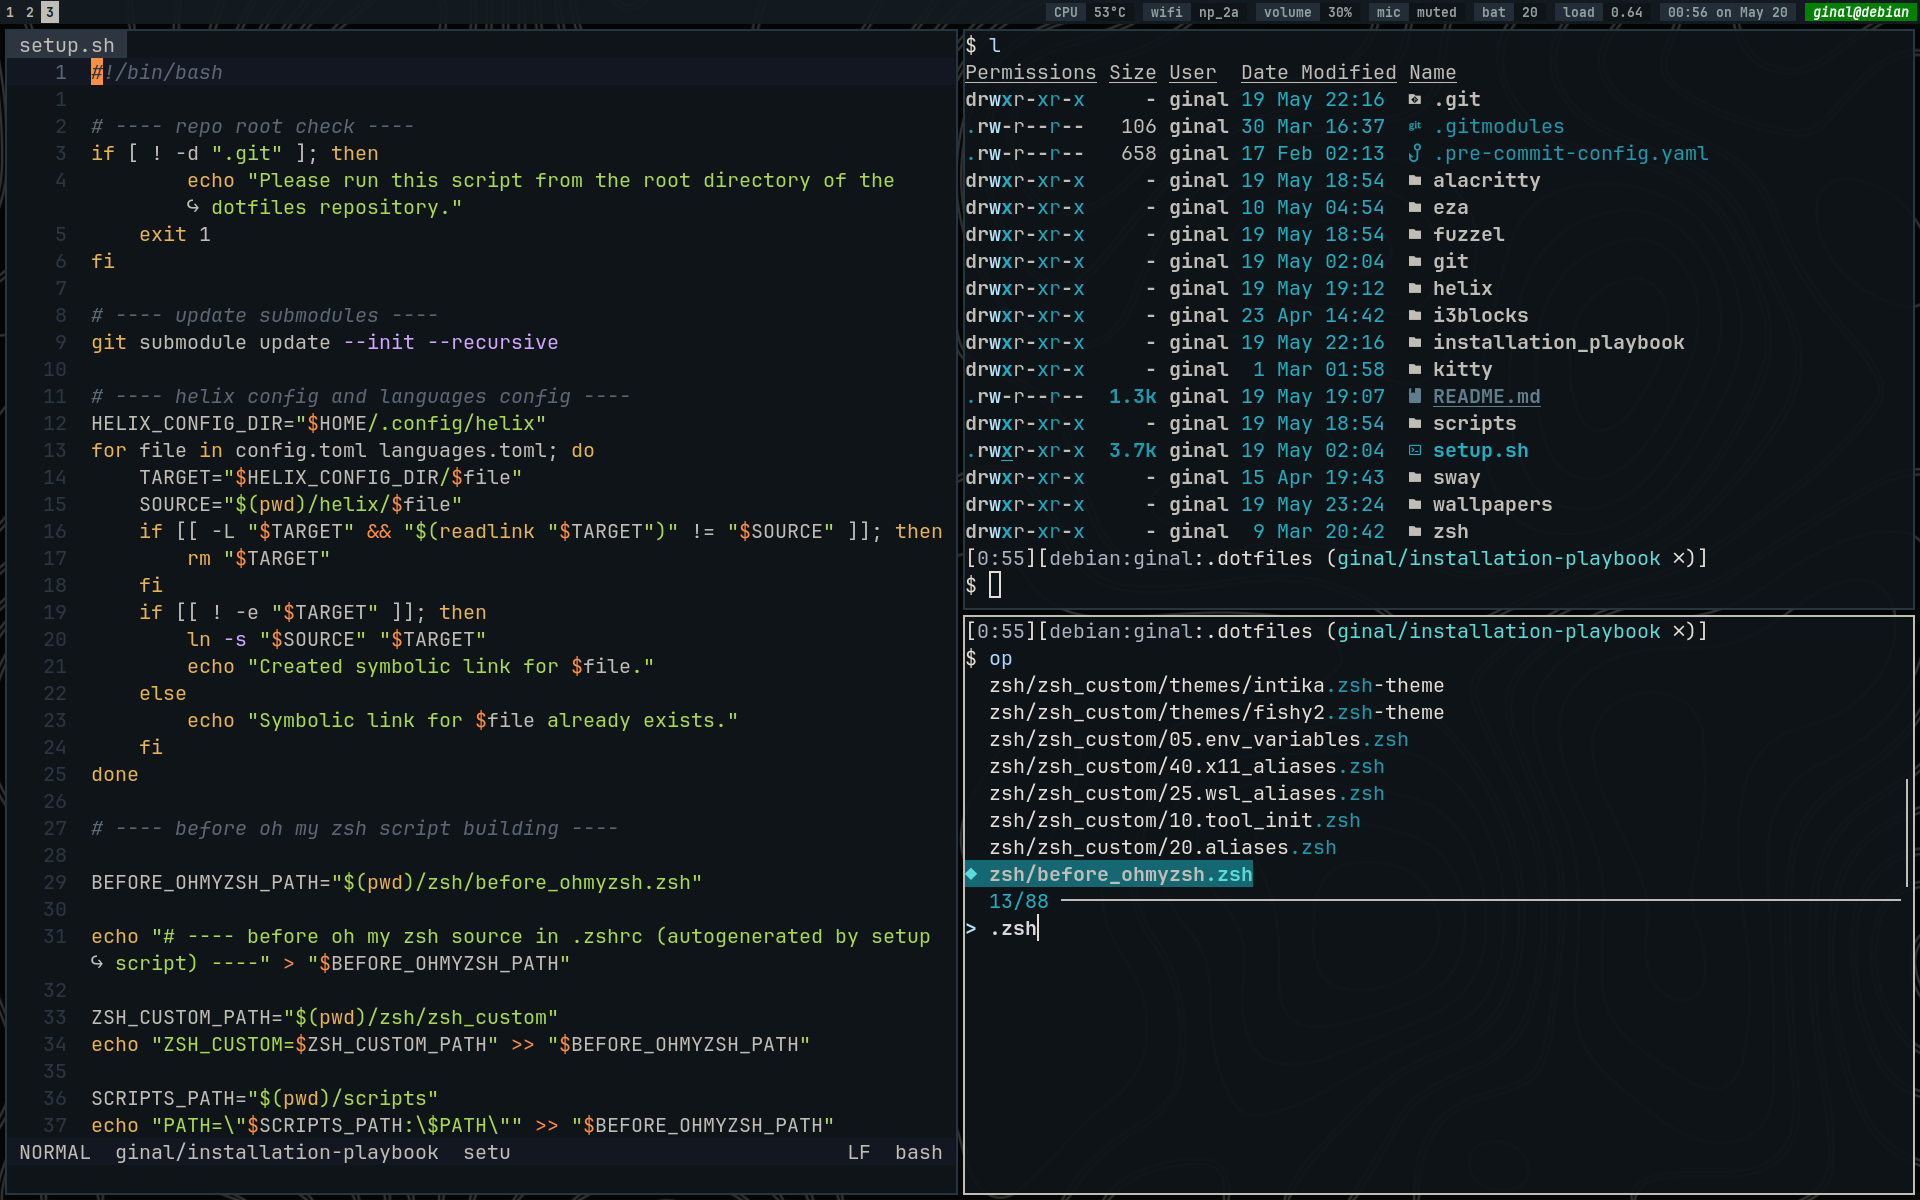 1 2 3 CPU 53°C wifi np_2a volume 30% mic muted bat 20 load 0.64 00:56 on May 20 ginal@debian
setup.sh
1 #!/bin/bash
1
2 # ---- repo root check ----
3 if [ ! -d ".git" ]; then
4         echo "Please run this script from the root directory of the
↪ dotfiles repository."
5     exit 1
6 fi
7
8 # ---- update submodules ----
9 git submodule update --init --recursive
10
11 # ---- helix config and languages config ----
12 HELIX_CONFIG_DIR="$HOME/.config/helix"
13 for file in config.toml languages.toml; do
14     TARGET="$HELIX_CONFIG_DIR/$file"
15     SOURCE="$(pwd)/helix/$file"
16     if [[ -L "$TARGET" && "$(readlink "$TARGET")" != "$SOURCE" ]]; then
17         rm "$TARGET"
18     fi
19     if [[ ! -e "$TARGET" ]]; then
20         ln -s "$SOURCE" "$TARGET"
21         echo "Created symbolic link for $file."
22     else
23         echo "Symbolic link for $file already exists."
24     fi
25 done
26
27 # ---- before oh my zsh script building ----
28
29 BEFORE_OHMYZSH_PATH="$(pwd)/zsh/before_ohmyzsh.zsh"
30
31 echo "# ---- before oh my zsh source in .zshrc (autogenerated by setup
↪ script) ----" > "$BEFORE_OHMYZSH_PATH"
32
33 ZSH_CUSTOM_PATH="$(pwd)/zsh/zsh_custom"
34 echo "ZSH_CUSTOM=$ZSH_CUSTOM_PATH" >> "$BEFORE_OHMYZSH_PATH"
35
36 SCRIPTS_PATH="$(pwd)/scripts"
37 echo "PATH=\"$SCRIPTS_PATH:\$PATH\"" >> "$BEFORE_OHMYZSH_PATH"
NORMAL ginal/installation-playbook setu LF bash
$ l
Permissions Size User Date Modified Name
drwxr-xr-x - ginal 19 May 22:16 .git
.rw-r--r-- 106 ginal 30 Mar 16:37 git .gitmodules
.rw-r--r-- 658 ginal 17 Feb 02:13 .pre-commit-config.yaml
drwxr-xr-x - ginal 19 May 18:54 alacritty
drwxr-xr-x - ginal 10 May 04:54 eza
drwxr-xr-x - ginal 19 May 18:54 fuzzel
drwxr-xr-x - ginal 19 May 02:04 git
drwxr-xr-x - ginal 19 May 19:12 helix
drwxr-xr-x - ginal 23 Apr 14:42 i3blocks
drwxr-xr-x - ginal 19 May 22:16 installation_playbook
drwxr-xr-x - ginal 1 Mar 01:58 kitty
.rw-r--r-- 1.3k ginal 19 May 19:07 README.md
drwxr-xr-x - ginal 19 May 18:54 scripts
.rwxr-xr-x 3.7k ginal 19 May 02:04 setup.sh
drwxr-xr-x - ginal 15 Apr 19:43 sway
drwxr-xr-x - ginal 19 May 23:24 wallpapers
drwxr-xr-x - ginal 9 Mar 20:42 zsh
[0:55][debian:ginal:.dotfiles (ginal/installation-playbook ×)]
$
[0:55][debian:ginal:.dotfiles (ginal/installation-playbook ×)]
$ op
zsh/zsh_custom/themes/intika.zsh-theme
zsh/zsh_custom/themes/fishy2.zsh-theme
zsh/zsh_custom/05.env_variables.zsh
zsh/zsh_custom/40.x11_aliases.zsh
zsh/zsh_custom/25.wsl_aliases.zsh
zsh/zsh_custom/10.tool_init.zsh
zsh/zsh_custom/20.aliases.zsh
◆ zsh/before_ohmyzsh.zsh
13/88
> .zsh